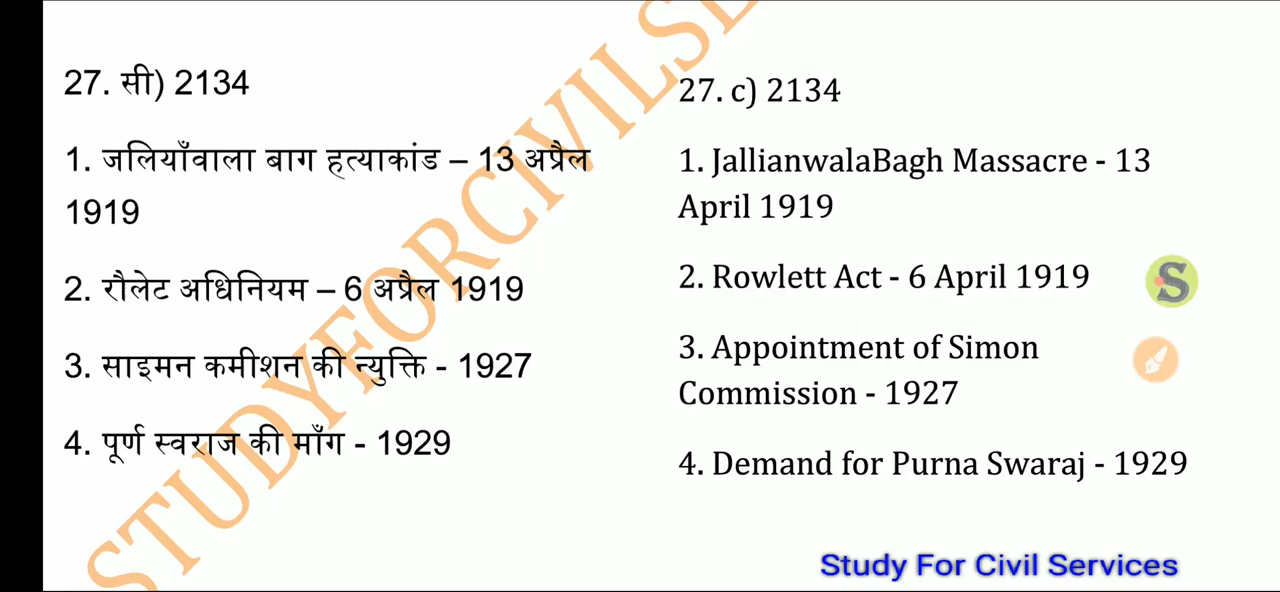 27. सी) 2134
1. जलियाँवाला बाग हत्याकांड – 13 अप्रैल
1919
2. रौलेट अधिनियम – 6 अप्रैल 1919
3. साइमन कमीशन की न्युक्ति - 1927
4. पूर्ण स्वराज की माँग - 1929
27. c) 2134
1. JallianwalaBagh Massacre - 13
April 1919
2. Rowlett Act - 6 April 1919
3. Appointment of Simon
Commission - 1927
4. Demand for Purna Swaraj - 1929
STUDYFORCIVILSE
S
Study For Civil Services